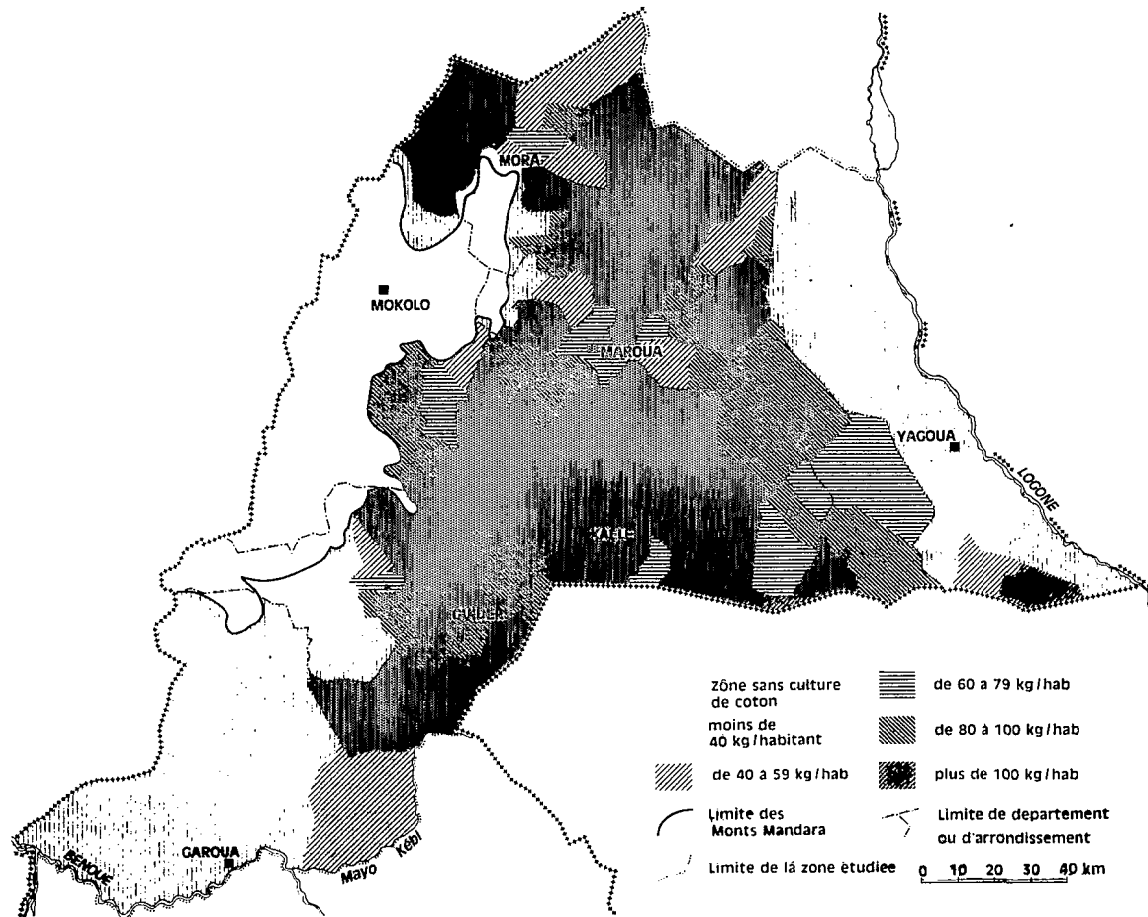 MORA
MOKOLO
MAROUA
YAGOUA
LOGONE
KAELE
GUIDER
Zône sans culture
de coton
moins de
40 kg/habitant
de 40 a 59 kg/hab
de 60 a 79 kg/hab
de 80 à 100 kg/hab
plus de 100 kg/hab
Limite des
Monts Mandara
Limite de departement
ou d'arrondissement
Limite de lá zone étudiée
0 10 20 30 40 km
GAROUA
BENOUE
Mayo Kébi